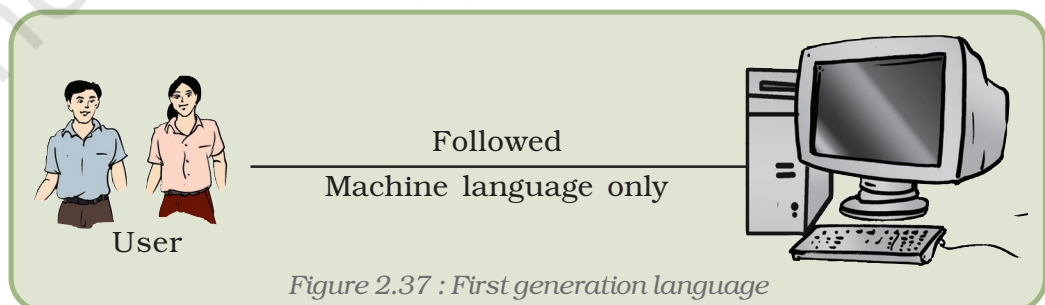 Followed
Machine language only
User
Figure 2.37 : First generation language